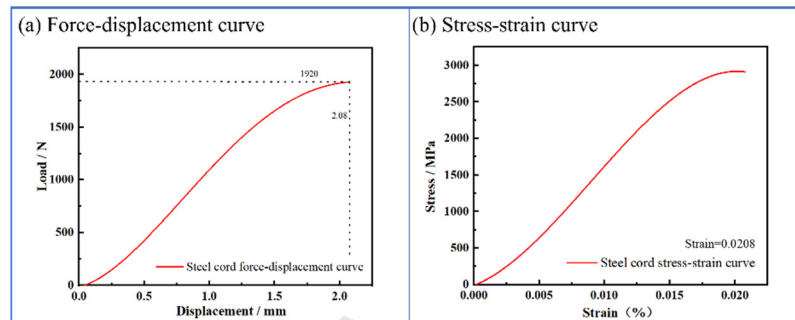 (a) Force-displacement curve
2000
1500
1000
500
0
Load / N
1920
2.08
Steel cord force-displacement curve
0.0
0.5
1.0
1.5
2.0
Displacement / mm
(b) Stress-strain curve
3000
2500
2000
1500
1000
500
0
Stress / MPa
Strain=0.0208
Steel cord stress-strain curve
0.000
0.005
0.010
0.015
0.020
Strain（%）